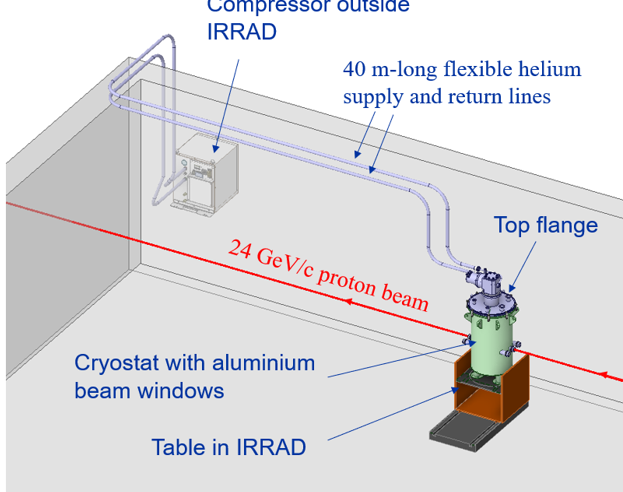 Compressor outside
IRRAD
40 m-long flexible helium
supply and return lines
Top flange
24 GeV/c proton beam
Cryostat with aluminium
beam windows
Table in IRRAD